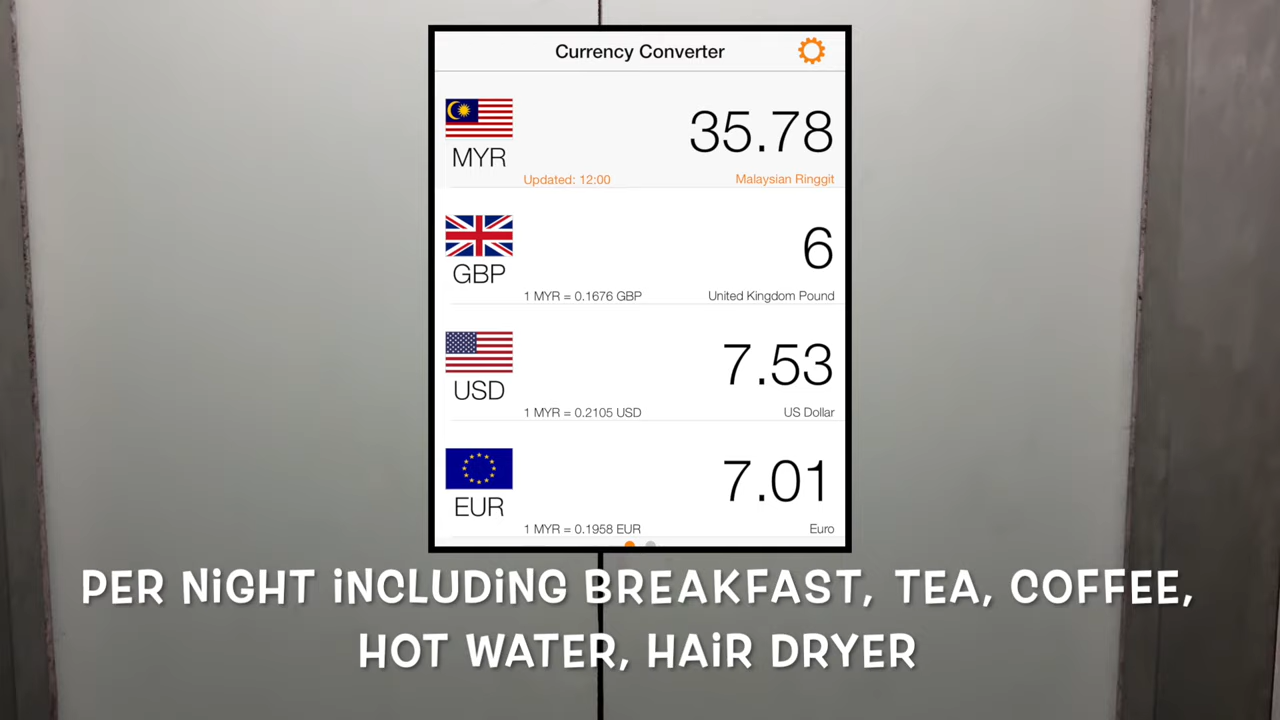 Currency Converter
35.78
MYR
Updated: 12:00 Malaysian Ringgit
6
GBP
1 MYR = 0.1676 GBP United Kingdom Pound
7.53
USD
1 MYR = 0.2105 USD US Dollar
7.01
EUR
1 MYR = 0.1958 EUR Euro
PER NiGHT iNCLUDiNG BREAKFAST, TEA, COFFEE,
HOT WATER, HAiR DRYER